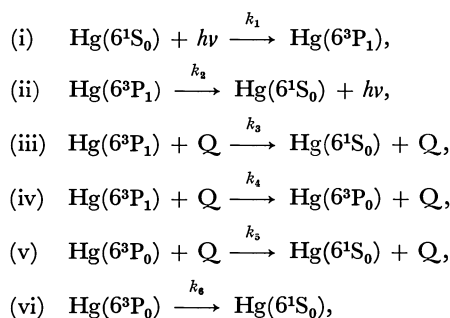 (i) Hg(6¹S₀) + hν —k₁→ Hg(6³P₁),
(ii) Hg(6³P₁) —k₂→ Hg(6¹S₀) + hν,
(iii) Hg(6³P₁) + Q —k₃→ Hg(6¹S₀) + Q,
(iv) Hg(6³P₁) + Q —k₄→ Hg(6³P₀) + Q,
(v) Hg(6³P₀) + Q —k₅→ Hg(6¹S₀) + Q,
(vi) Hg(6³P₀) —k₆→ Hg(6¹S₀),